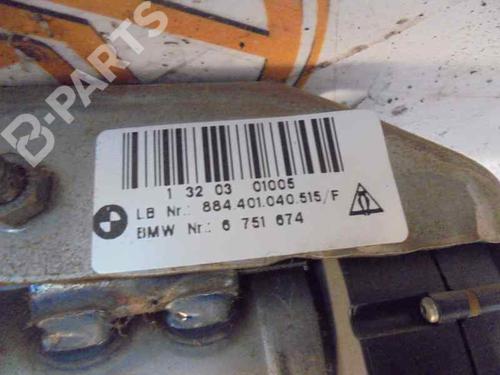 B-PARTS
1 32 03 01005
LB Nr.: 884.401.040.515/F
BMW Nr.: 6 751 674